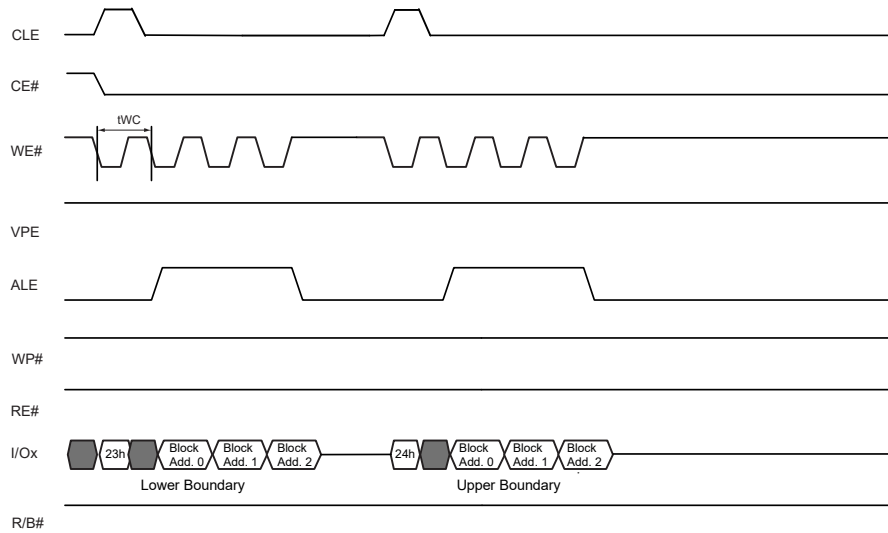 CLE
CE#
tWC
WE#
VPE
ALE
WP#
RE#
I/Ox
23h
Block
Add. 0
Block
Add. 1
Block
Add. 2
24h
Block
Add. 0
Block
Add. 1
Block
Add. 2
Lower Boundary
Upper Boundary
R/B#